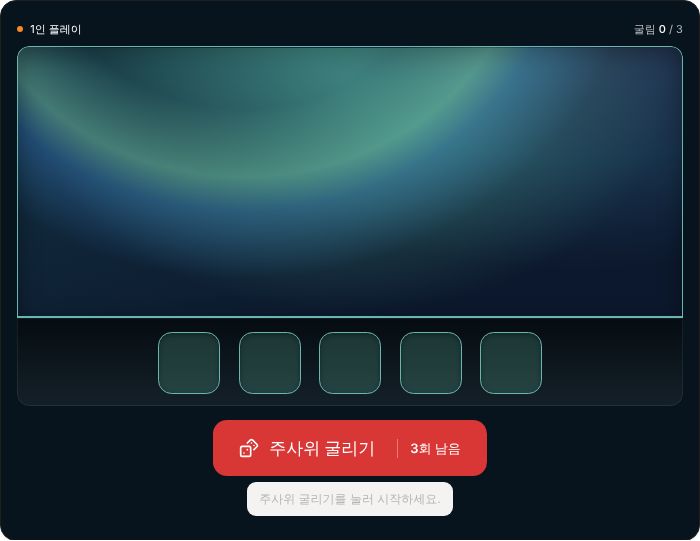 1인 플레이
굴림 0 / 3
주사위 굴리기
3회 남음
주사위 굴리기를 눌러 시작하세요.